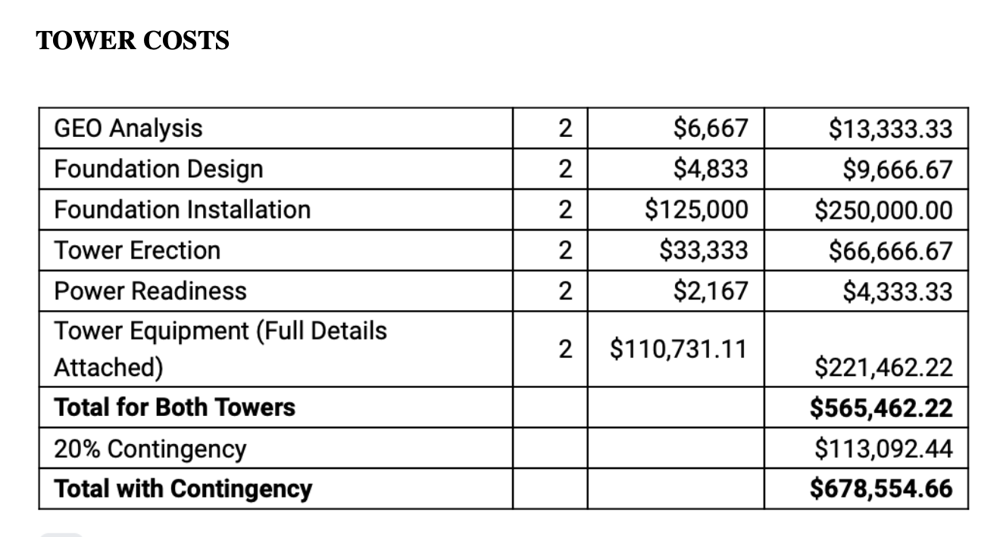 TOWER COSTS
GEO Analysis 2 $6,667 $13,333.33
Foundation Design 2 $4,833 $9,666.67
Foundation Installation 2 $125,000 $250,000.00
Tower Erection 2 $33,333 $66,666.67
Power Readiness 2 $2,167 $4,333.33
Tower Equipment (Full Details
Attached) 2 $110,731.11 $221,462.22
Total for Both Towers $565,462.22
20% Contingency $113,092.44
Total with Contingency $678,554.66